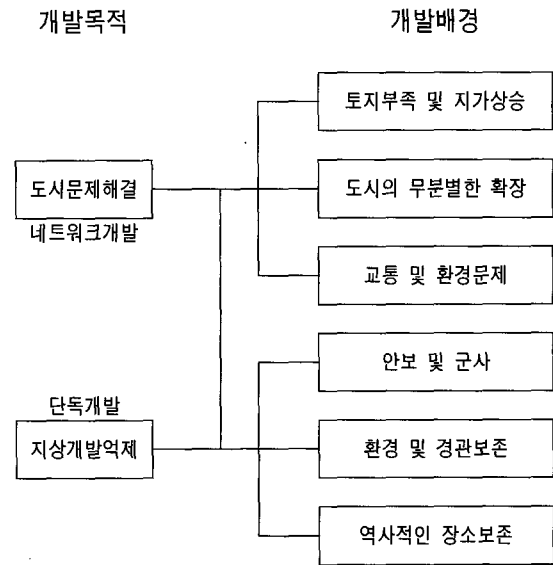 개발목적
개발배경
토지부족 및 지가상승
도시문제해결
도시의 무분별한 확장
네트워크개발
교통 및 환경문제
안보 및 군사
단독개발
지상개발억제
환경 및 경관보존
역사적인 장소보존